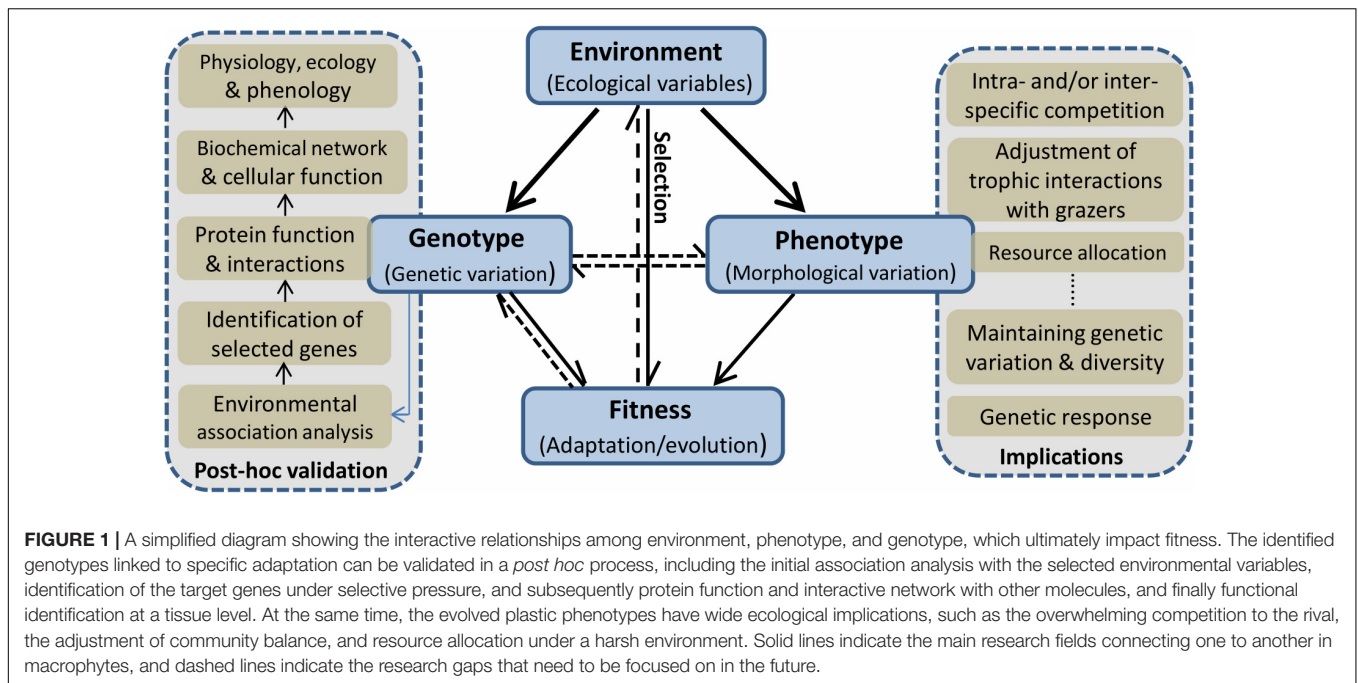 Physiology, ecology
& phenology
Biochemical network
& cellular function
Protein function
& interactions
Identification of
selected genes
Environmental
association analysis
Post-hoc validation
Environment
(Ecological variables)
Selection
Genotype
(Genetic variation)
Phenotype
(Morphological variation)
Fitness
(Adaptation/evolution)
Intra- and/or inter-
specific competition
Adjustment of
trophic interactions
with grazers
Resource allocation
Maintaining genetic
variation & diversity
Genetic response
Implications
FIGURE 1 | A simplified diagram showing the interactive relationships among environment, phenotype, and genotype, which ultimately impact fitness. The identified
genotypes linked to specific adaptation can be validated in a post hoc process, including the initial association analysis with the selected environmental variables,
identification of the target genes under selective pressure, and subsequently protein function and interactive network with other molecules, and finally functional
identification at a tissue level. At the same time, the evolved plastic phenotypes have wide ecological implications, such as the overwhelming competition to the rival,
the adjustment of community balance, and resource allocation under a harsh environment. Solid lines indicate the main research fields connecting one to another in
macrophytes, and dashed lines indicate the research gaps that need to be focused on in the future.